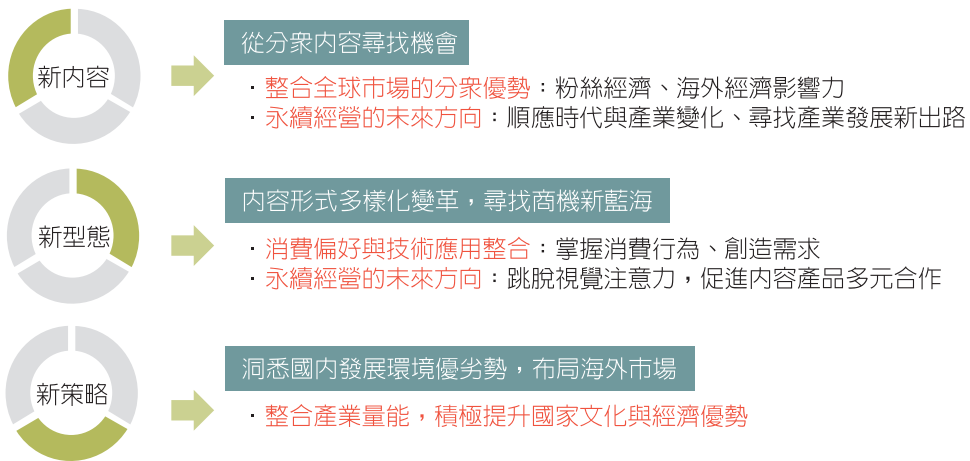 新内容
從分衆内容尋找機會
·整合全球市場的分衆優勢：粉絲經濟、海外經濟影響力
·永續經營的未來方向：順應時代與產業變化、尋找產業發展新出路
新型態
内容形式多樣化變革，尋找商機新藍海
·消費偏好與技術應用整合：掌握消費行為、創造需求
·永續經營的未來方向：跳脫視覺注意力，促進内容產品多元合作
新策略
洞悉國内發展環境優劣勢，布局海外市場
·整合產業量能，積極提升國家文化與經濟優勢